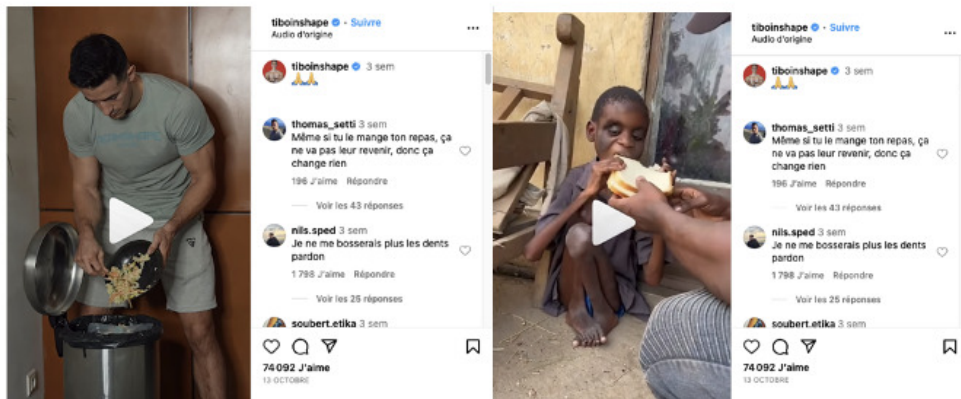 tiboinshape • Suivre
Audio d'origine
tiboinshape 3 sem
🙏🙏
thomas_setti 3 sem
Même si tu le mange ton repas, ça
ne va pas leur revenir, donc ça
change rien
196 J'aime Répondre
Voir les 43 réponses
nils.sped 3 sem
Je ne me bosserais plus les dents
pardon
1 798 J'aime Répondre
Voir les 25 réponses
soubert.etika 3 sem
74 092 J'aime
13 OCTOBRE
tiboinshape • Suivre
Audio d'origine
tiboinshape 3 sem
🙏🙏
thomas_setti 3 sem
Même si tu le mange ton repas, ça
ne va pas leur revenir, donc ça
change rien
196 J'aime Répondre
Voir les 43 réponses
nils.sped 3 sem
Je ne me bosserais plus les dents
pardon
1 798 J'aime Répondre
Voir les 25 réponses
soubert.etika 3 sem
74 092 J'aime
13 OCTOBRE